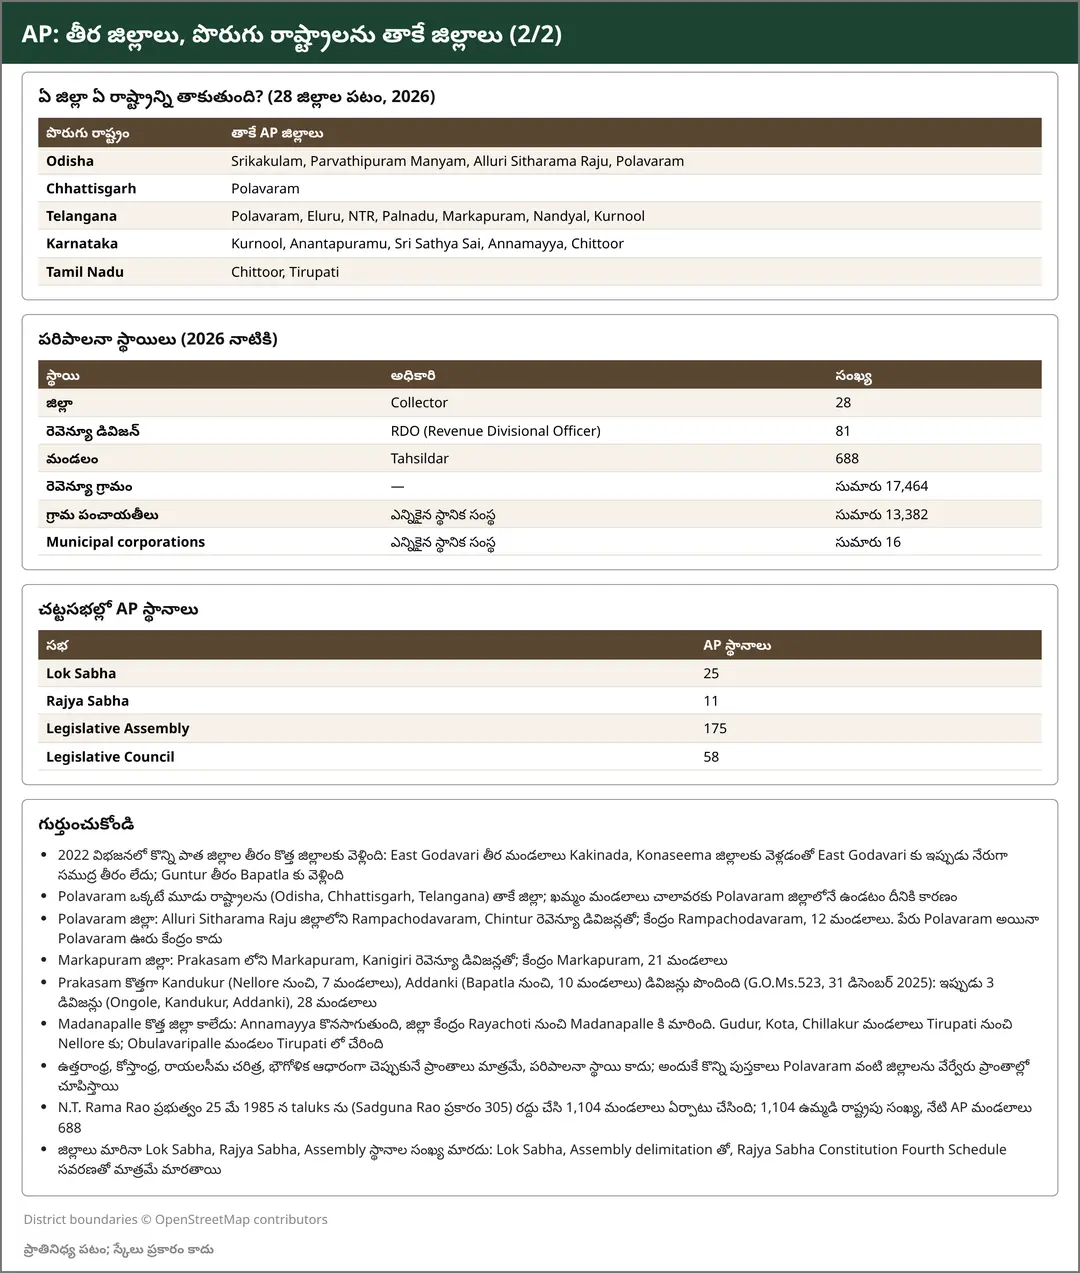 AP: తీర జిల్లాలు, పొరుగు రాష్ట్రాలను తాకే జిల్లాలు (2/2)
ఏ జిల్లా ఏ రాష్ట్రాన్ని తాకుతుంది? (28 జిల్లాల పటం, 2026)
పొరుగు రాష్ట్రం తాకే AP జిల్లాలు
Odisha Srikakulam, Parvathipuram Manyam, Alluri Sitharama Raju, Polavaram
Chhattisgarh Polavaram
Telangana Polavaram, Eluru, NTR, Palnadu, Markapuram, Nandyal, Kurnool
Karnataka Kurnool, Anantapuramu, Sri Sathya Sai, Annamayya, Chittoor
Tamil Nadu Chittoor, Tirupati
పరిపాలనా స్థాయిలు (2026 నాటికి)
స్థాయి అధికారి సంఖ్య
జిల్లా Collector 28
రెవెన్యూ డివిజన్ RDO (Revenue Divisional Officer) 81
మండలం Tahsildar 688
రెవెన్యూ గ్రామం — సుమారు 17,464
గ్రామ పంచాయతీలు ఎన్నికైన స్థానిక సంస్థ సుమారు 13,382
Municipal corporations ఎన్నికైన స్థానిక సంస్థ సుమారు 16
చట్టసభల్లో AP స్థానాలు
సభ AP స్థానాలు
Lok Sabha 25
Rajya Sabha 11
Legislative Assembly 175
Legislative Council 58
గుర్తుంచుకోండి
• 2022 విభజనలో కొన్ని పాత జిల్లాల తీరం కొత్త జిల్లాలకు వెళ్లింది: East Godavari తీర మండలాలు Kakinada, Konaseema జిల్లాలకు వెళ్లడంతో East Godavari కు ఇప్పుడు నేరుగా
సముద్ర తీరం లేదు; Guntur తీరం Bapatla కు వెళ్లింది
• Polavaram ఒక్కటే మూడు రాష్ట్రాలను (Odisha, Chhattisgarh, Telangana) తాకే జిల్లా; ఖమ్మం మండలాలు చాలావరకు Polavaram జిల్లాలోనే ఉండటం దీనికి కారణం
• Polavaram జిల్లా: Alluri Sitharama Raju జిల్లాలోని Rampachodavaram, Chintur రెవెన్యూ డివిజన్లతో; కేంద్రం Rampachodavaram, 12 మండలాలు. పేరు Polavaram అయినా
Polavaram ఊరు కేంద్రం కాదు
• Markapuram జిల్లా: Prakasam లోని Markapuram, Kanigiri రెవెన్యూ డివిజన్లతో; కేంద్రం Markapuram, 21 మండలాలు
• Prakasam కొత్తగా Kandukur (Nellore నుంచి, 7 మండలాలు), Addanki (Bapatla నుంచి, 10 మండలాలు) డివిజన్లు పొందింది (G.O.Ms.523, 31 డిసెంబర్ 2025): ఇప్పుడు 3
డివిజన్లు (Ongole, Kandukur, Addanki), 28 మండలాలు
• Madanapalle కొత్త జిల్లా కాలేదు: Annamayya కొనసాగుతుంది, జిల్లా కేంద్రం Rayachoti నుంచి Madanapalle కి మారింది. Gudur, Kota, Chillakur మండలాలు Tirupati నుంచి
Nellore కు; Obulavaripalle మండలం Tirupati లో చేరింది
• ఉత్తరాంధ్ర, కోస్తాంధ్ర, రాయలసీమ చరిత్ర, భౌగోళిక ఆధారంగా చెప్పుకునే ప్రాంతాలు మాత్రమే, పరిపాలనా స్థాయి కాదు; అందుకే కొన్ని పుస్తకాలు Polavaram వంటి జిల్లాలను వేర్వేరు ప్రాంతాల్లో
చూపిస్తాయి
• N.T. Rama Rao ప్రభుత్వం 25 మే 1985 న taluks ను (Sadguna Rao ప్రకారం 305) రద్దు చేసి 1,104 మండలాలు ఏర్పాటు చేసింది; 1,104 ఉమ్మడి రాష్ట్రపు సంఖ్య, నేటి AP మండలాలు
688
• జిల్లాలు మారినా Lok Sabha, Rajya Sabha, Assembly స్థానాల సంఖ్య మారదు: Lok Sabha, Assembly delimitation తో, Rajya Sabha Constitution Fourth Schedule
సవరణతో మాత్రమే మారతాయి
District boundaries © OpenStreetMap contributors
ప్రాతినిధ్య పటం; స్కేలు ప్రకారం కాదు